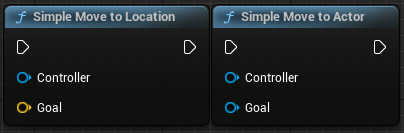 Simple Move to Location
Controller
Goal
Simple Move to Actor
Controller
Goal